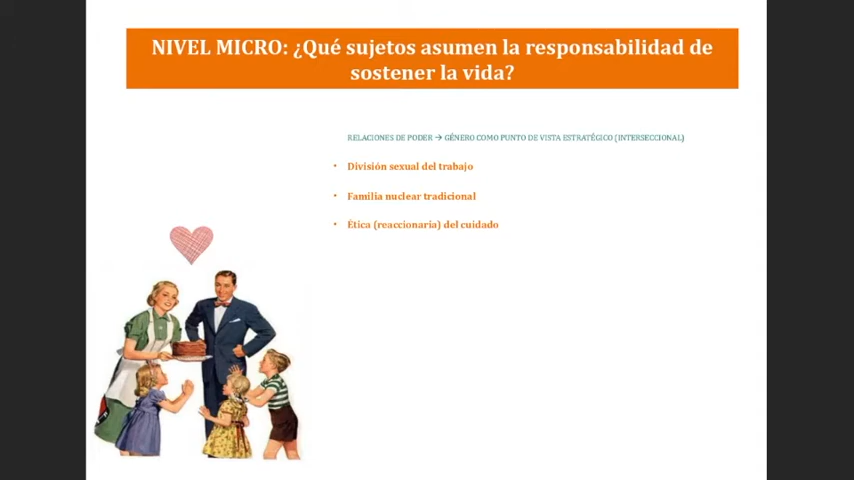 NIVEL MICRO: ¿Qué sujetos asumen la responsabilidad de
sostener la vida?
RELACIONES DE PODER → GÉNERO COMO PUNTO DE VISTA ESTRATÉGICO (INTERSECCIONAL)
• División sexual del trabajo
• Familia nuclear tradicional
• Ética (reaccionaria) del cuidado